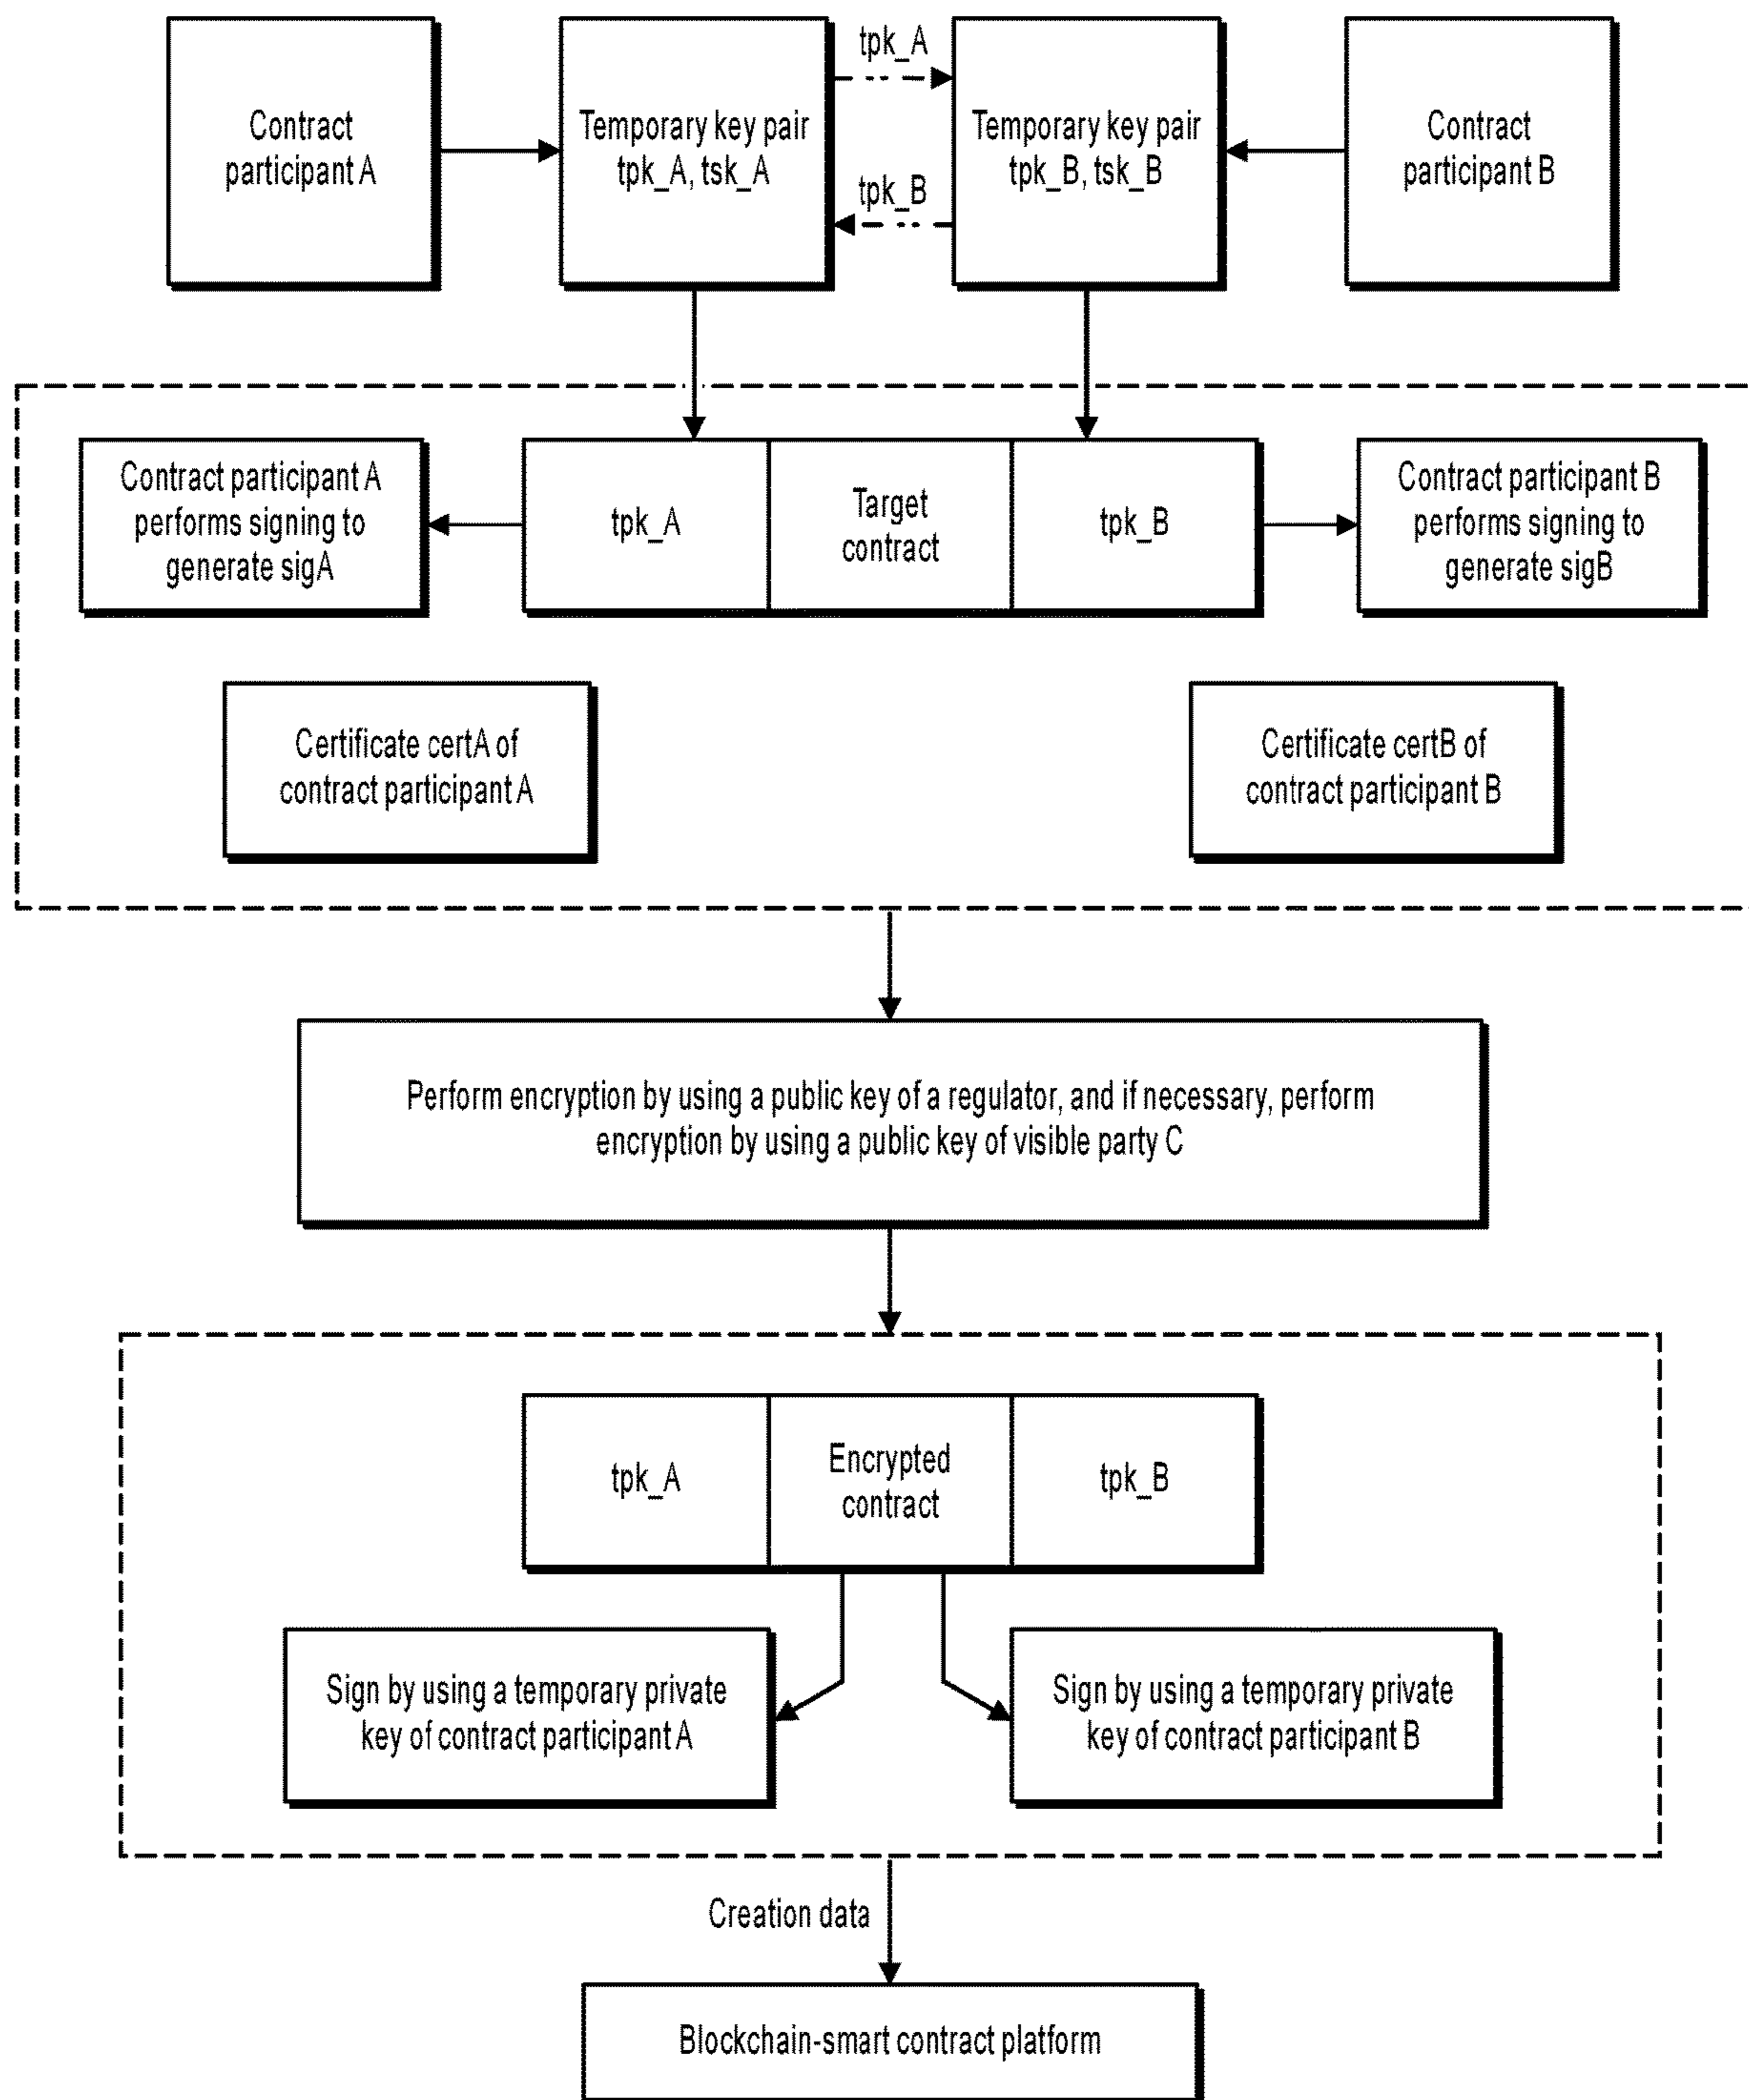 tpk_A
Contract
participant A
Temporary key pair
tpk_A, tsk_A
Temporary key pair
tpk_B, tsk_B
Contract
participant B
tpk_B
Contract participant A
performs signing to
generate sigA
tpk_A
Target
contract
tpk_B
Contract participant B
performs signing to
generate sigB
Certificate certA of
contract participant A
Certificate certB of
contract participant B
Perform encryption by using a public key of a regulator, and if necessary, perform
encryption by using a public key of visible party C
tpk_A
Encrypted
contract
tpk_B
Sign by using a temporary private
key of contract participant A
Sign by using a temporary private
key of contract participant B
Creation data
Blockchain-smart contract platform